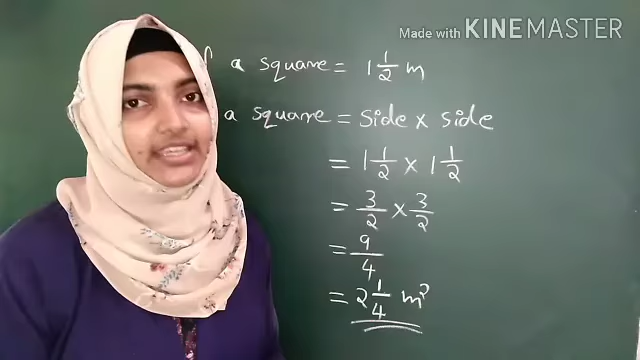 Made with KINEMASTER
a square = 1 1/2 m
a square = side x side
= 1 1/2 x 1 1/2
= 3/2 x 3/2
= 9/4
= 2 1/4 m²